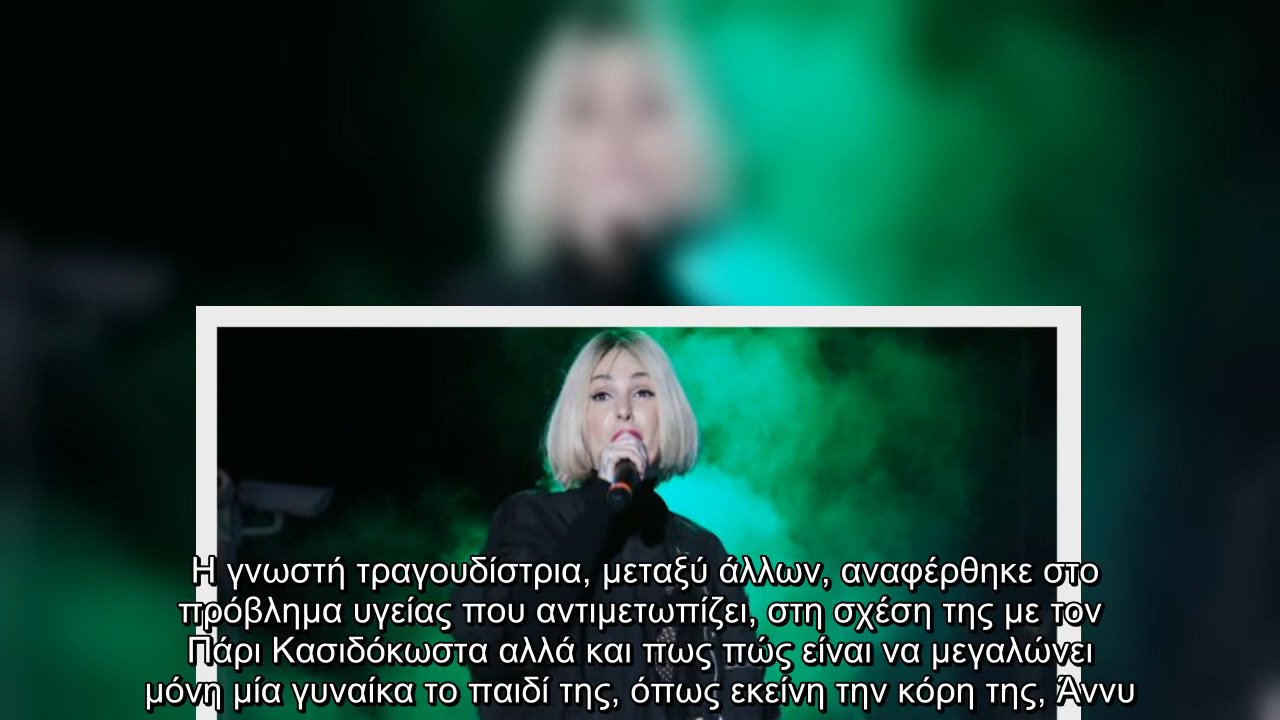 Η γνωστή τραγουδίστρια, μεταξύ άλλων, αναφέρθηκε στο
πρόβλημα υγείας που αντιμετωπίζει, στη σχέση της με τον
Πάρι Κασιδόκωστα αλλά και πως πώς είναι να μεγαλώνει
μόνη μία γυναίκα το παιδί της, όπως εκείνη την κόρη της, Άννυ